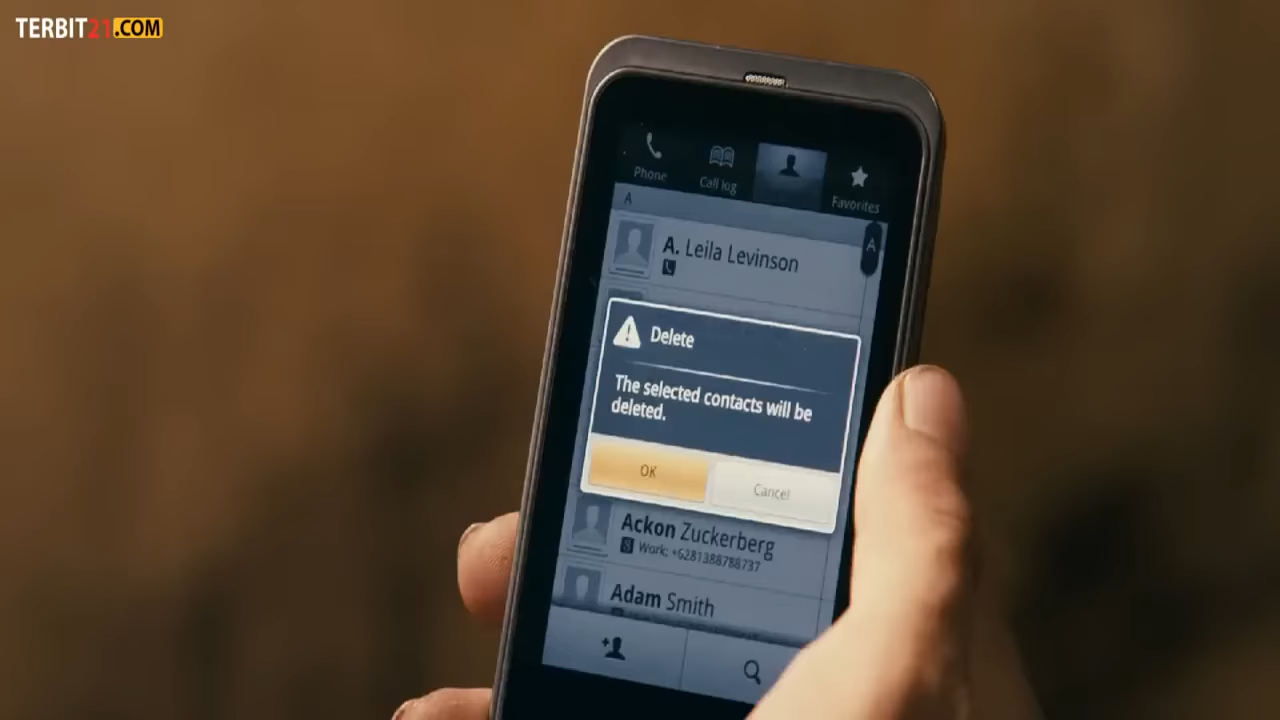 TERBIT21.COM
Phone
Call log
Favorites
A
A
A. Leila Levinson
Delete
The selected contacts will be
deleted.
OK
Cancel
Ackon Zuckerberg
Work: +6281388788737
Adam Smith